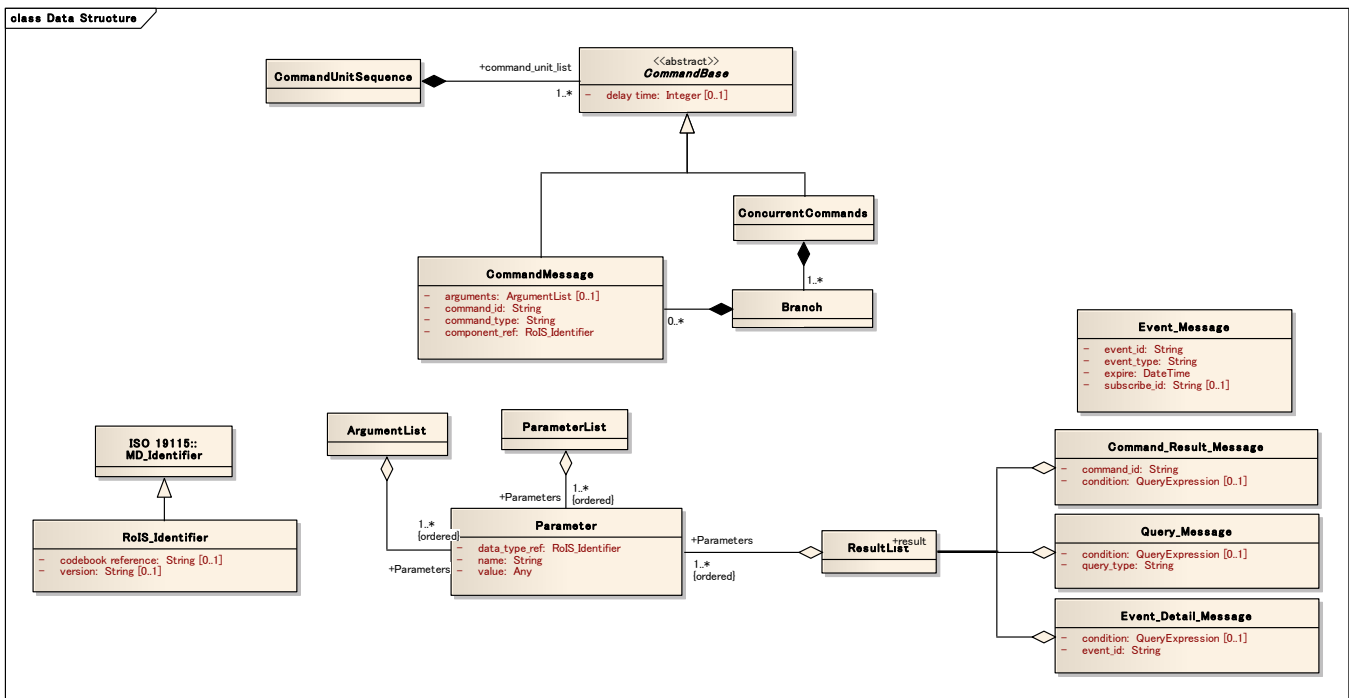 class Data Structure
CommandUnitSequence
+command_unit_list
1..*
<<abstract>>
CommandBase
- delay time: Integer [0..1]
ConcurrentCommands
1..*
CommandMessage
- arguments: ArgumentList [0..1]
- command_id: String
- command_type: String
- component_ref: RoIS_Identifier
0..*
Branch
Event_Message
- event_id: String
- event_type: String
- expire: DateTime
- subscribe_id: String [0..1]
ISO 19115::
MD_Identifier
ArgumentList
ParameterList
1..*
{ordered}
+Parameters
1..*
{ordered}
+Parameters
RoIS_Identifier
- codebook reference: String [0..1]
- version: String [0..1]
Parameter
- data_type_ref: RoIS_Identifier
- name: String
- value: Any
+Parameters
1..*
{ordered}
ResultList
+result
Command_Result_Message
- command_id: String
- condition: QueryExpression [0..1]
Query_Message
- condition: QueryExpression [0..1]
- query_type: String
Event_Detail_Message
- condition: QueryExpression [0..1]
- event_id: String